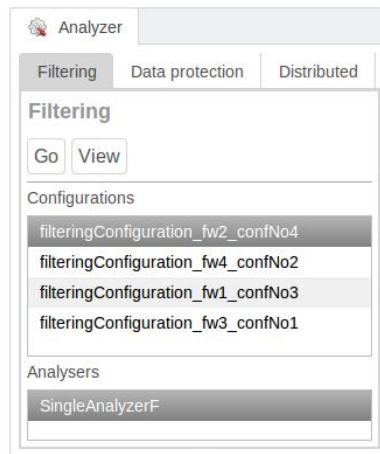 Analyzer
Filtering Data protection Distributed
Filtering
Go View
Configurations
filteringConfiguration_fw2_confNo4
filteringConfiguration_fw4_confNo2
filteringConfiguration_fw1_confNo3
filteringConfiguration_fw3_confNo1
Analysers
SingleAnalyzerF